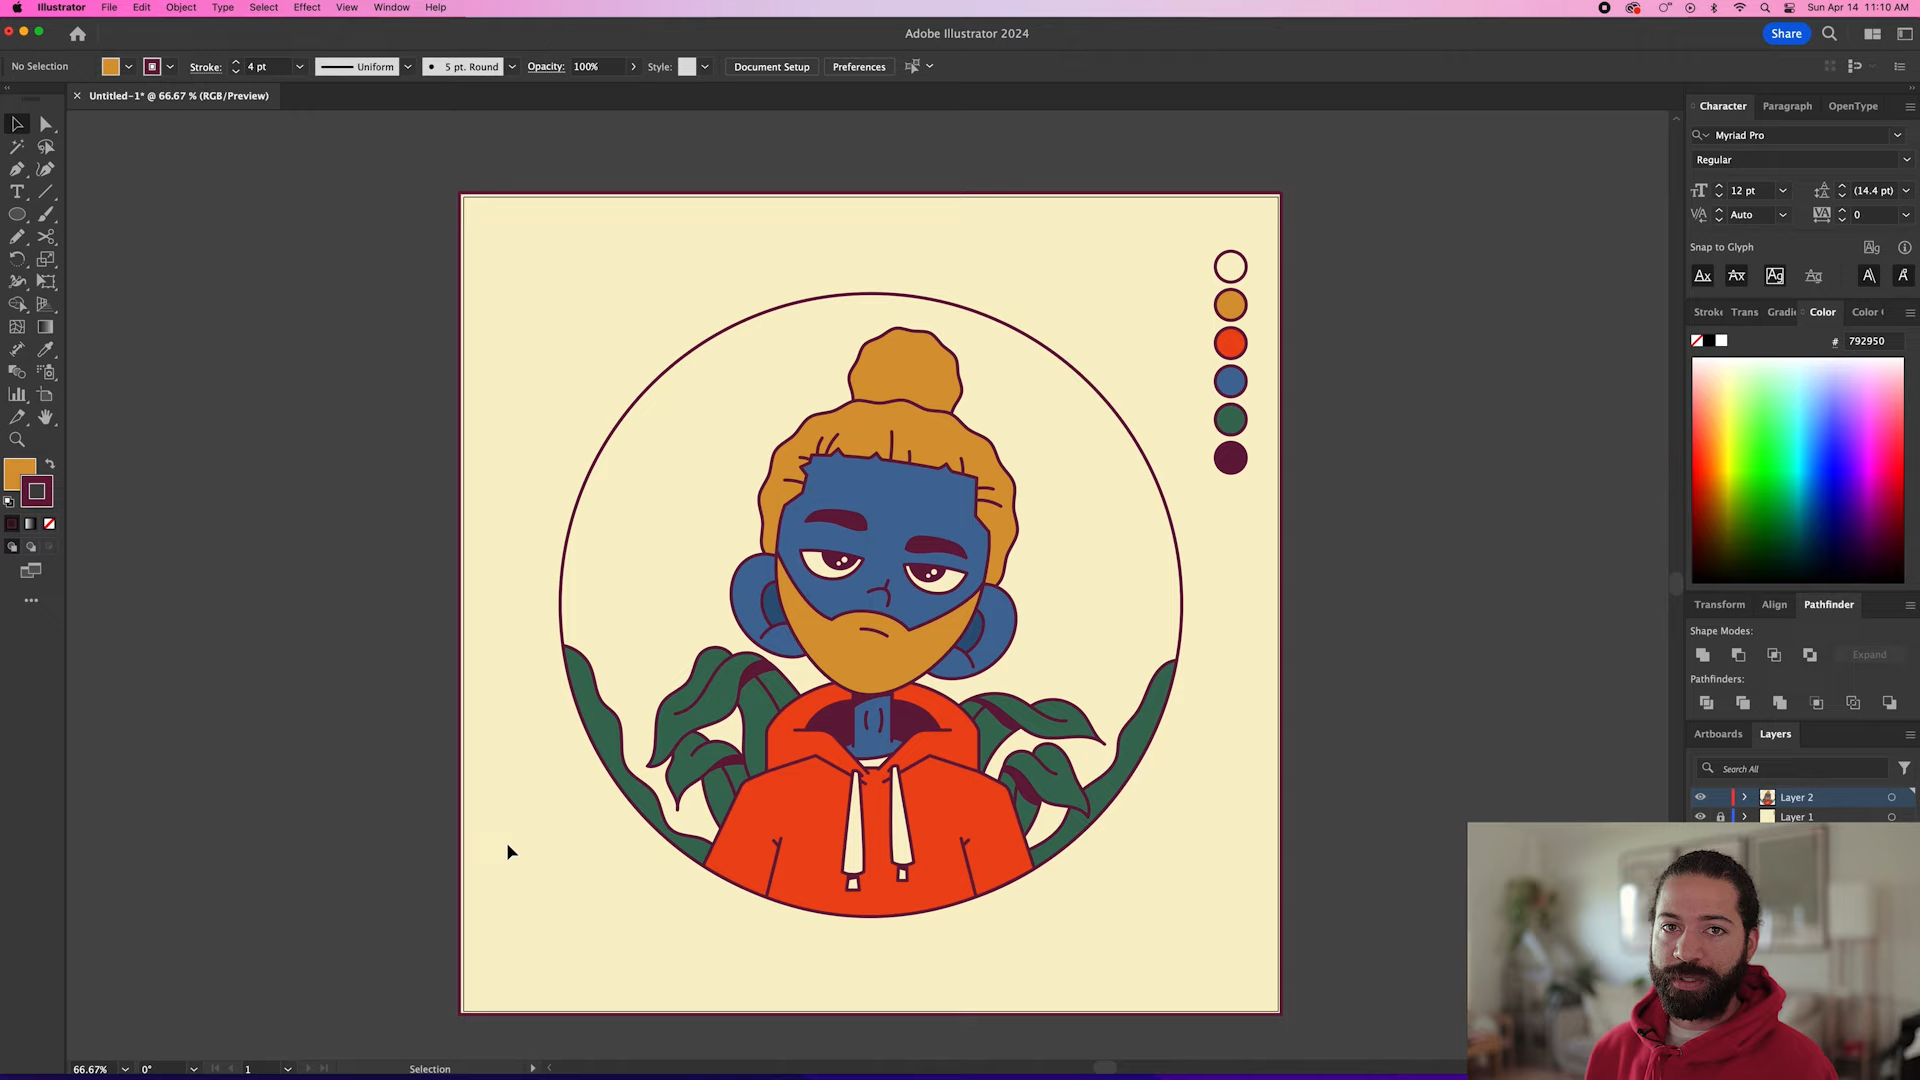 Illustrator File Edit Object Type Select Effect View Window Help
Sun Apr 14 11:10 AM
Adobe Illustrator 2024
Share
No Selection
Stroke: 4 pt
Uniform
5 pt. Round
Opacity: 100%
Style:
Document Setup
Preferences
Untitled-1* @ 66.67 % (RGB/Preview)
Character Paragraph OpenType
Myriad Pro
Regular
12 pt (14.4 pt)
Auto 0
Snap to Glyph
Stroke Trans Gradie Color Color
# 792950
Transform Align Pathfinder
Shape Modes:
Expand
Pathfinders:
Artboards Layers
Search All
Layer 2
Layer 1
66.67% 0° 1 Selection